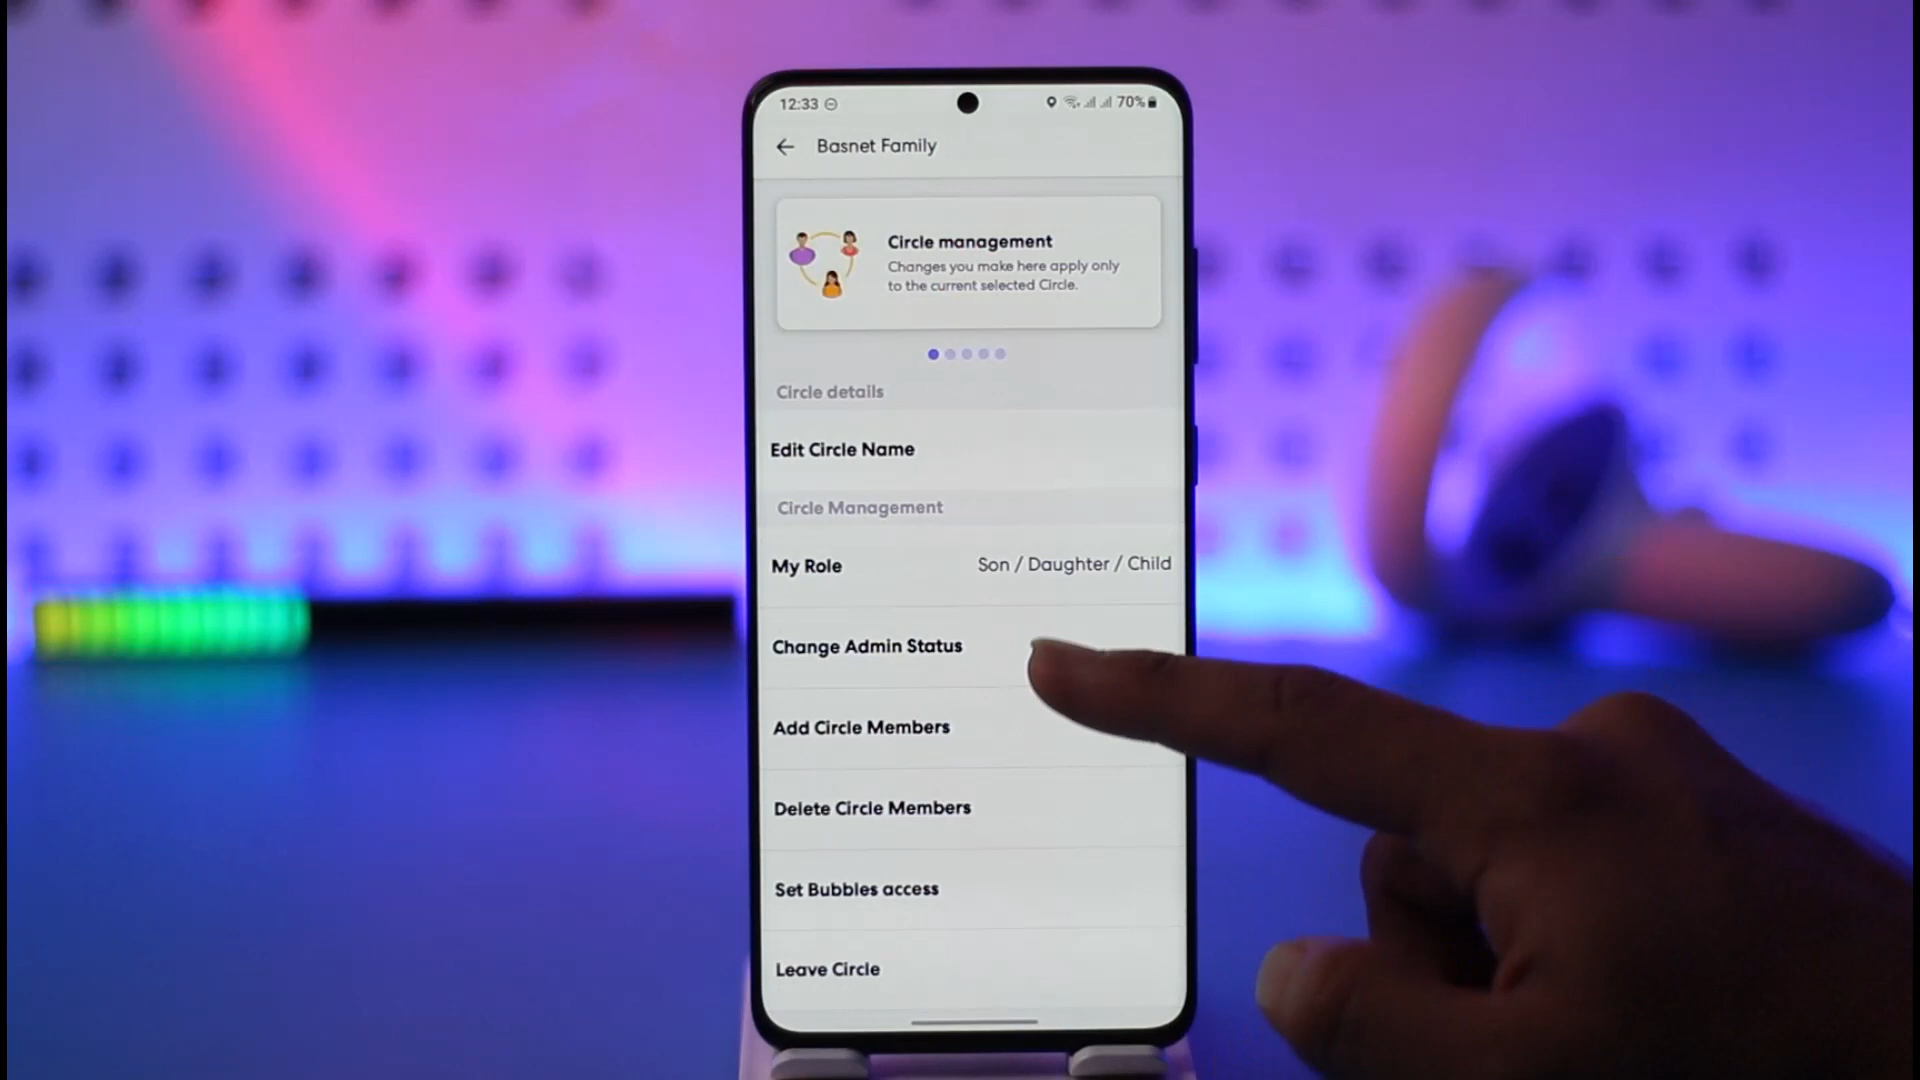 12:33
70%
Basnet Family
Circle management
Changes you make here apply only
to the current selected Circle.
Circle details
Edit Circle Name
Circle Management
My Role
Son / Daughter / Child
Change Admin Status
Add Circle Members
Delete Circle Members
Set Bubbles access
Leave Circle